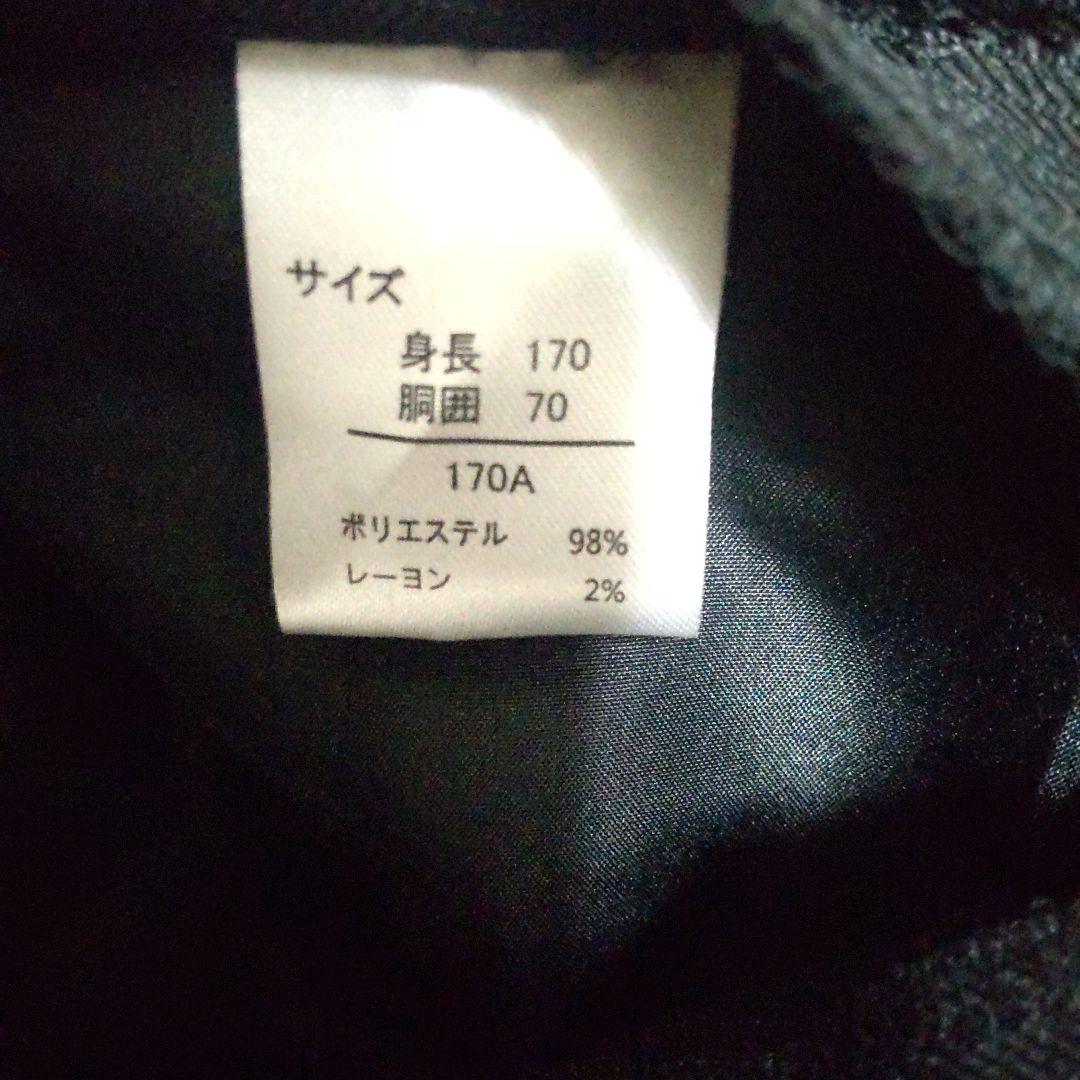 サイズ
身長 170
胴囲 70
170A
ポリエステル 98%
レーヨン 2%